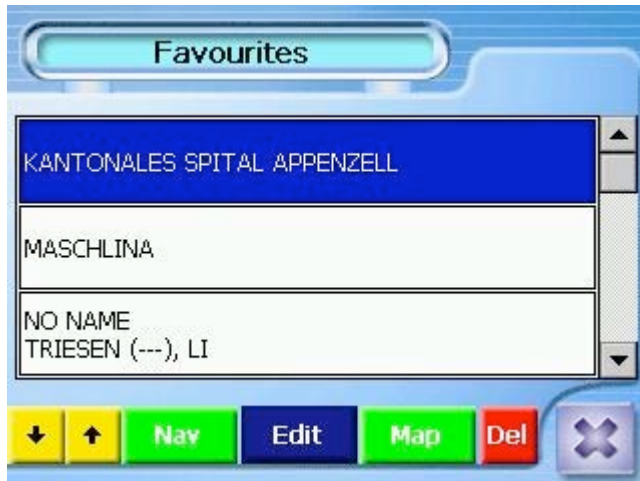 Favourites
KANTONALES SPITAL APPENZELL
MASCHLINA
NO NAME
TRIESEN (---), LI
Nav
Edit
Map
Del